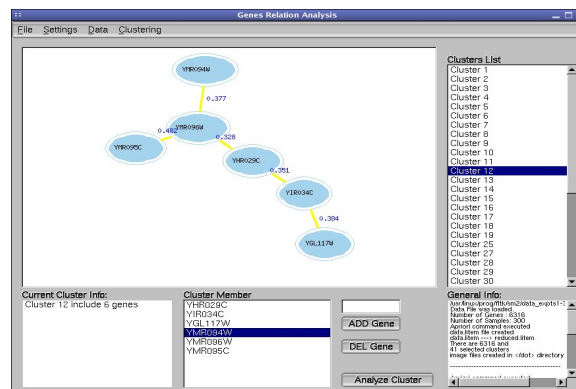 Genes Relation Analysis
File Settings Data Clustering
YMR094W
0.377
YMR096W
0.482
0.328
YMR095C
YHR029C
0.351
YIR034C
0.384
YGL117W
Clusters List
Cluster 1
Cluster 2
Cluster 3
Cluster 4
Cluster 5
Cluster 6
Cluster 7
Cluster 8
Cluster 9
Cluster 10
Cluster 11
Cluster 12
Cluster 13
Cluster 14
Cluster 15
Cluster 16
Cluster 17
Cluster 18
Cluster 19
Cluster 25
Cluster 27
Cluster 28
Cluster 29
Cluster 30
Current Cluster Info:
Cluster 12 include 6 genes
Cluster Member
YHR029C
YIR034C
YGL117W
YMR094W
YMR096W
YMR095C
ADD Gene
DEL Gene
Analyze Cluster
General Info:
Data file was loaded
Number of Genes : 6316
Number of Samples: 300
Apriori command executed
data.litem file created
data.litem ---> reduced.litem
There are 6316 and
41 selected clusters
image files created in </dot> directory